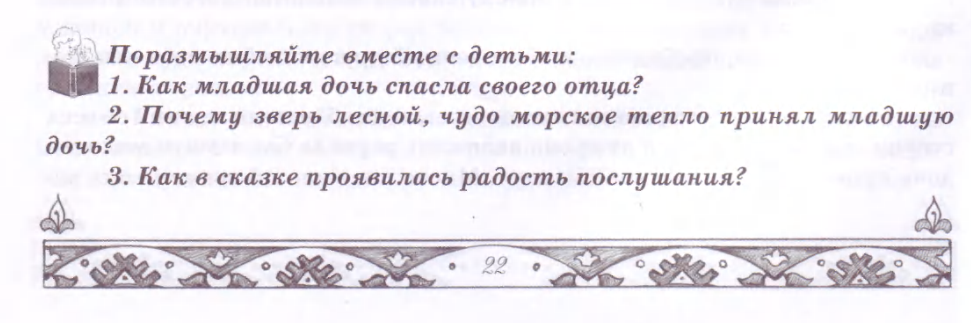 Поразмышляйте вместе с детьми:
1. Как младшая дочь спасла своего отца?
2. Почему зверь лесной, чудо морское тепло принял младшую
дочь?
3. Как в сказке проявилась радость послушания?
22